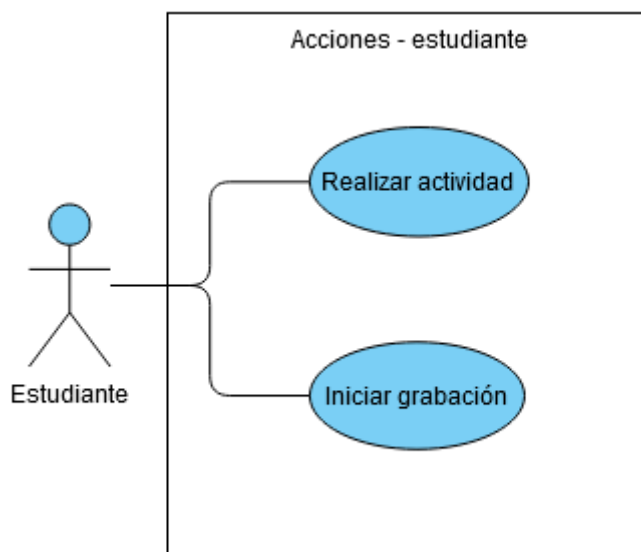 Acciones - estudiante
Realizar actividad
Estudiante
Iniciar grabación